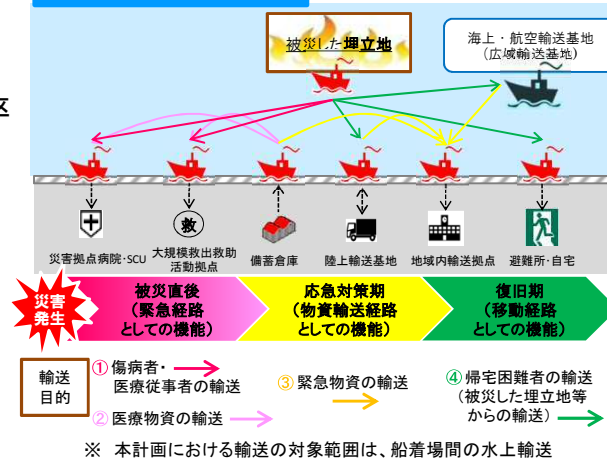 被災した埋立地
海上・航空輸送基地
（広域輸送基地）
区
災害拠点病院・SCU
大規模救出救助
活動拠点
救
備蓄倉庫
陸上輸送基地
地域内輸送拠点
避難所・自宅
災害
発生
被災直後
（緊急経路
としての機能）
応急対策期
（物資輸送経路
としての機能）
復旧期
（移動経路
としての機能）
輸送
目的
①傷病者・
医療従事者の輸送
②医療物資の輸送
③緊急物資の輸送
④帰宅困難者の輸送
（被災した埋立地等
からの輸送）
※ 本計画における輸送の対象範囲は、船着場間の水上輸送